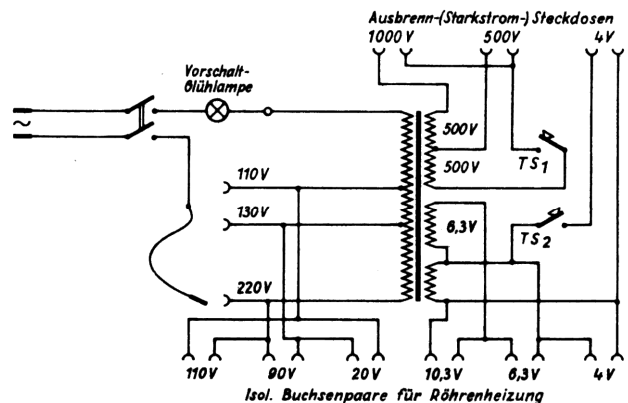 Ausbrenn-(Starkstrom-) Steckdosen
1000V 500V 4V
Vorschalt-
Glühlampe
~
500V
500V
TS1
110V
130V
6,3V
TS2
220V
110V 90V 20V 10,3V 6,3V 4V
Isol. Buchsenpaare für Röhrenheizung